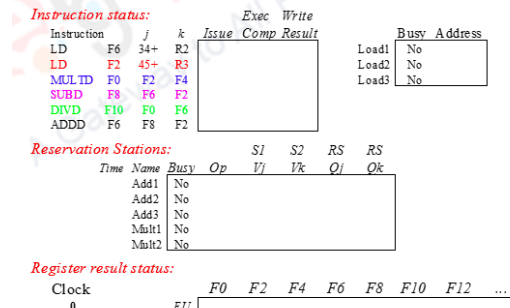 Instruction status: Exec Write
Instruction j k Issue Comp Result Busy Address
LD F6 34+ R2 Load1 No
LD F2 45+ R3 Load2 No
MULTD F0 F2 F4 Load3 No
SUBD F8 F6 F2
DIVD F10 F0 F6
ADDD F6 F8 F2
Reservation Stations: S1 S2 RS RS
Time Name Busy Op Vj Vk Qj Qk
Add1 No
Add2 No
Add3 No
Mult1 No
Mult2 No
Register result status:
Clock F0 F2 F4 F6 F8 F10 F12 ...
0 FU